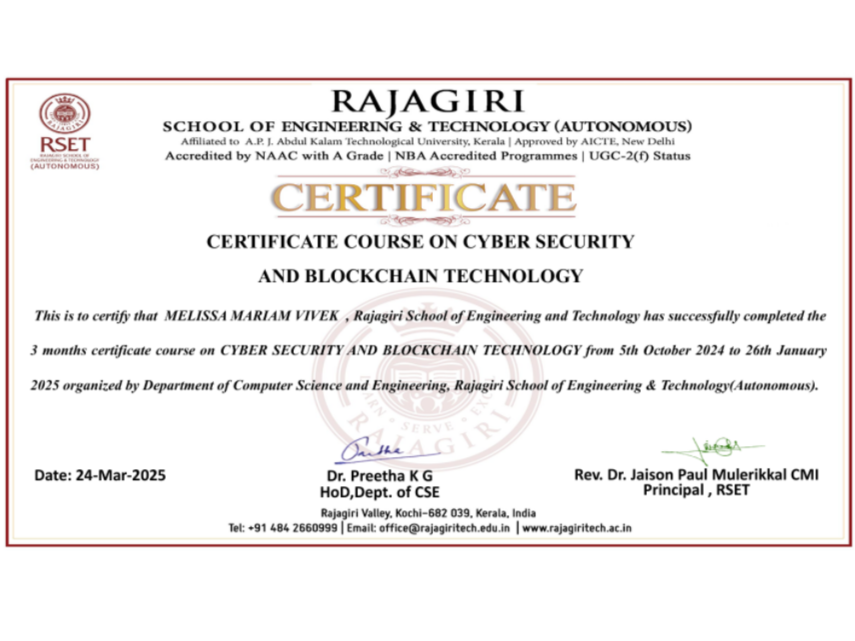 RAJAGIRI
SCHOOL OF ENGINEERING & TECHNOLOGY (AUTONOMOUS)
Affiliated to A.P. J. Abdul Kalam Technological University, Kerala | Approved by AICTE, New Delhi
Accredited by NAAC with A Grade | NBA Accredited Programmes | UGC-2(f) Status
RAJAGIRI
RSET
RAJAGIRI SCHOOL OF
ENGINEERING & TECHNOLOGY
(AUTONOMOUS)
CERTIFICATE
CERTIFICATE COURSE ON CYBER SECURITY
AND BLOCKCHAIN TECHNOLOGY
This is to certify that MELISSA MARIAM VIVEK , Rajagiri School of Engineering and Technology has successfully completed the
3 months certificate course on CYBER SECURITY AND BLOCKCHAIN TECHNOLOGY from 5th October 2024 to 26th January
2025 organized by Department of Computer Science and Engineering, Rajagiri School of Engineering & Technology(Autonomous).
LEARN • SERVE • EXCEL
RAJAGIRI
Date: 24-Mar-2025
Dr. Preetha K G
HoD,Dept. of CSE
Rev. Dr. Jaison Paul Mulerikkal CMI
Principal , RSET
Rajagiri Valley, Kochi-682 039, Kerala, India
Tel: +91 484 2660999 | Email: office@rajagiritech.edu.in | www.rajagiritech.ac.in